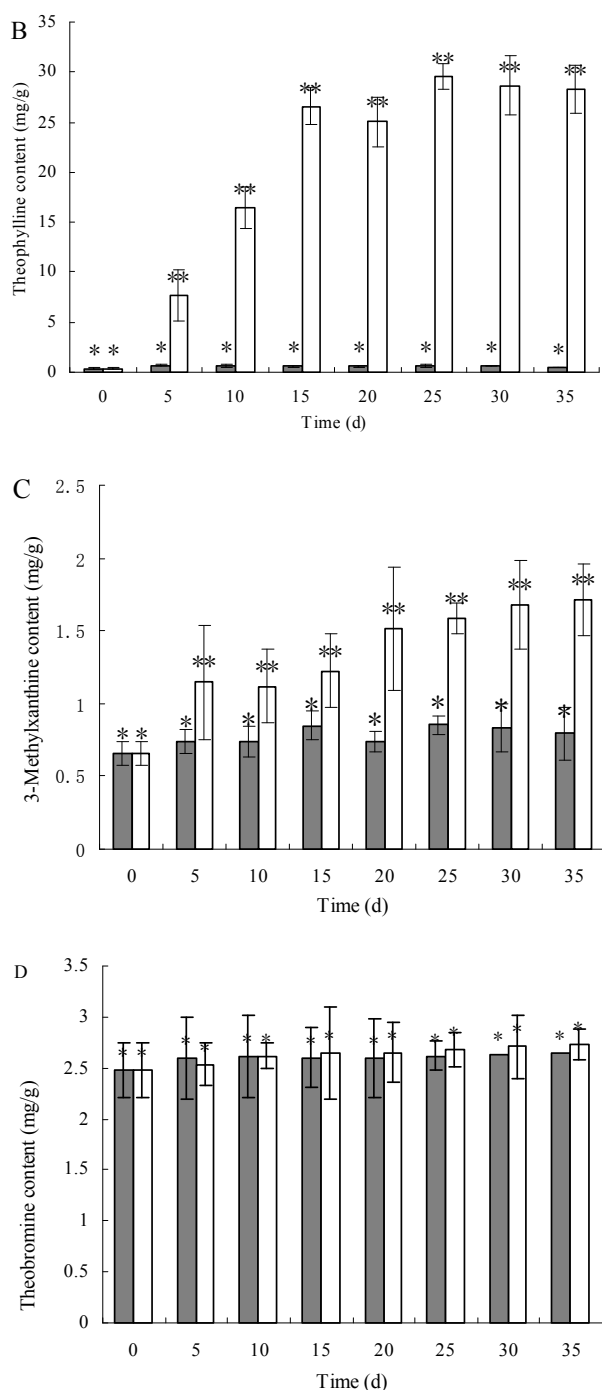 B
Theophylline content (mg/g)
35
30
25
20
15
10
5
0
* * * ** * ** * ** * ** * ** * ** * **
0 5 10 15 20 25 30 35
Time (d)
C
3-Methylxanthine content (mg/g)
2.5
2
1.5
1
0.5
0
* * * ** * ** * ** * ** * ** * ** * **
0 5 10 15 20 25 30 35
Time (d)
D
Theobromine content (mg/g)
3.5
3
2.5
2
1.5
1
0.5
0
* * * * * * * * * * * * * * * *
0 5 10 15 20 25 30 35
Time (d)